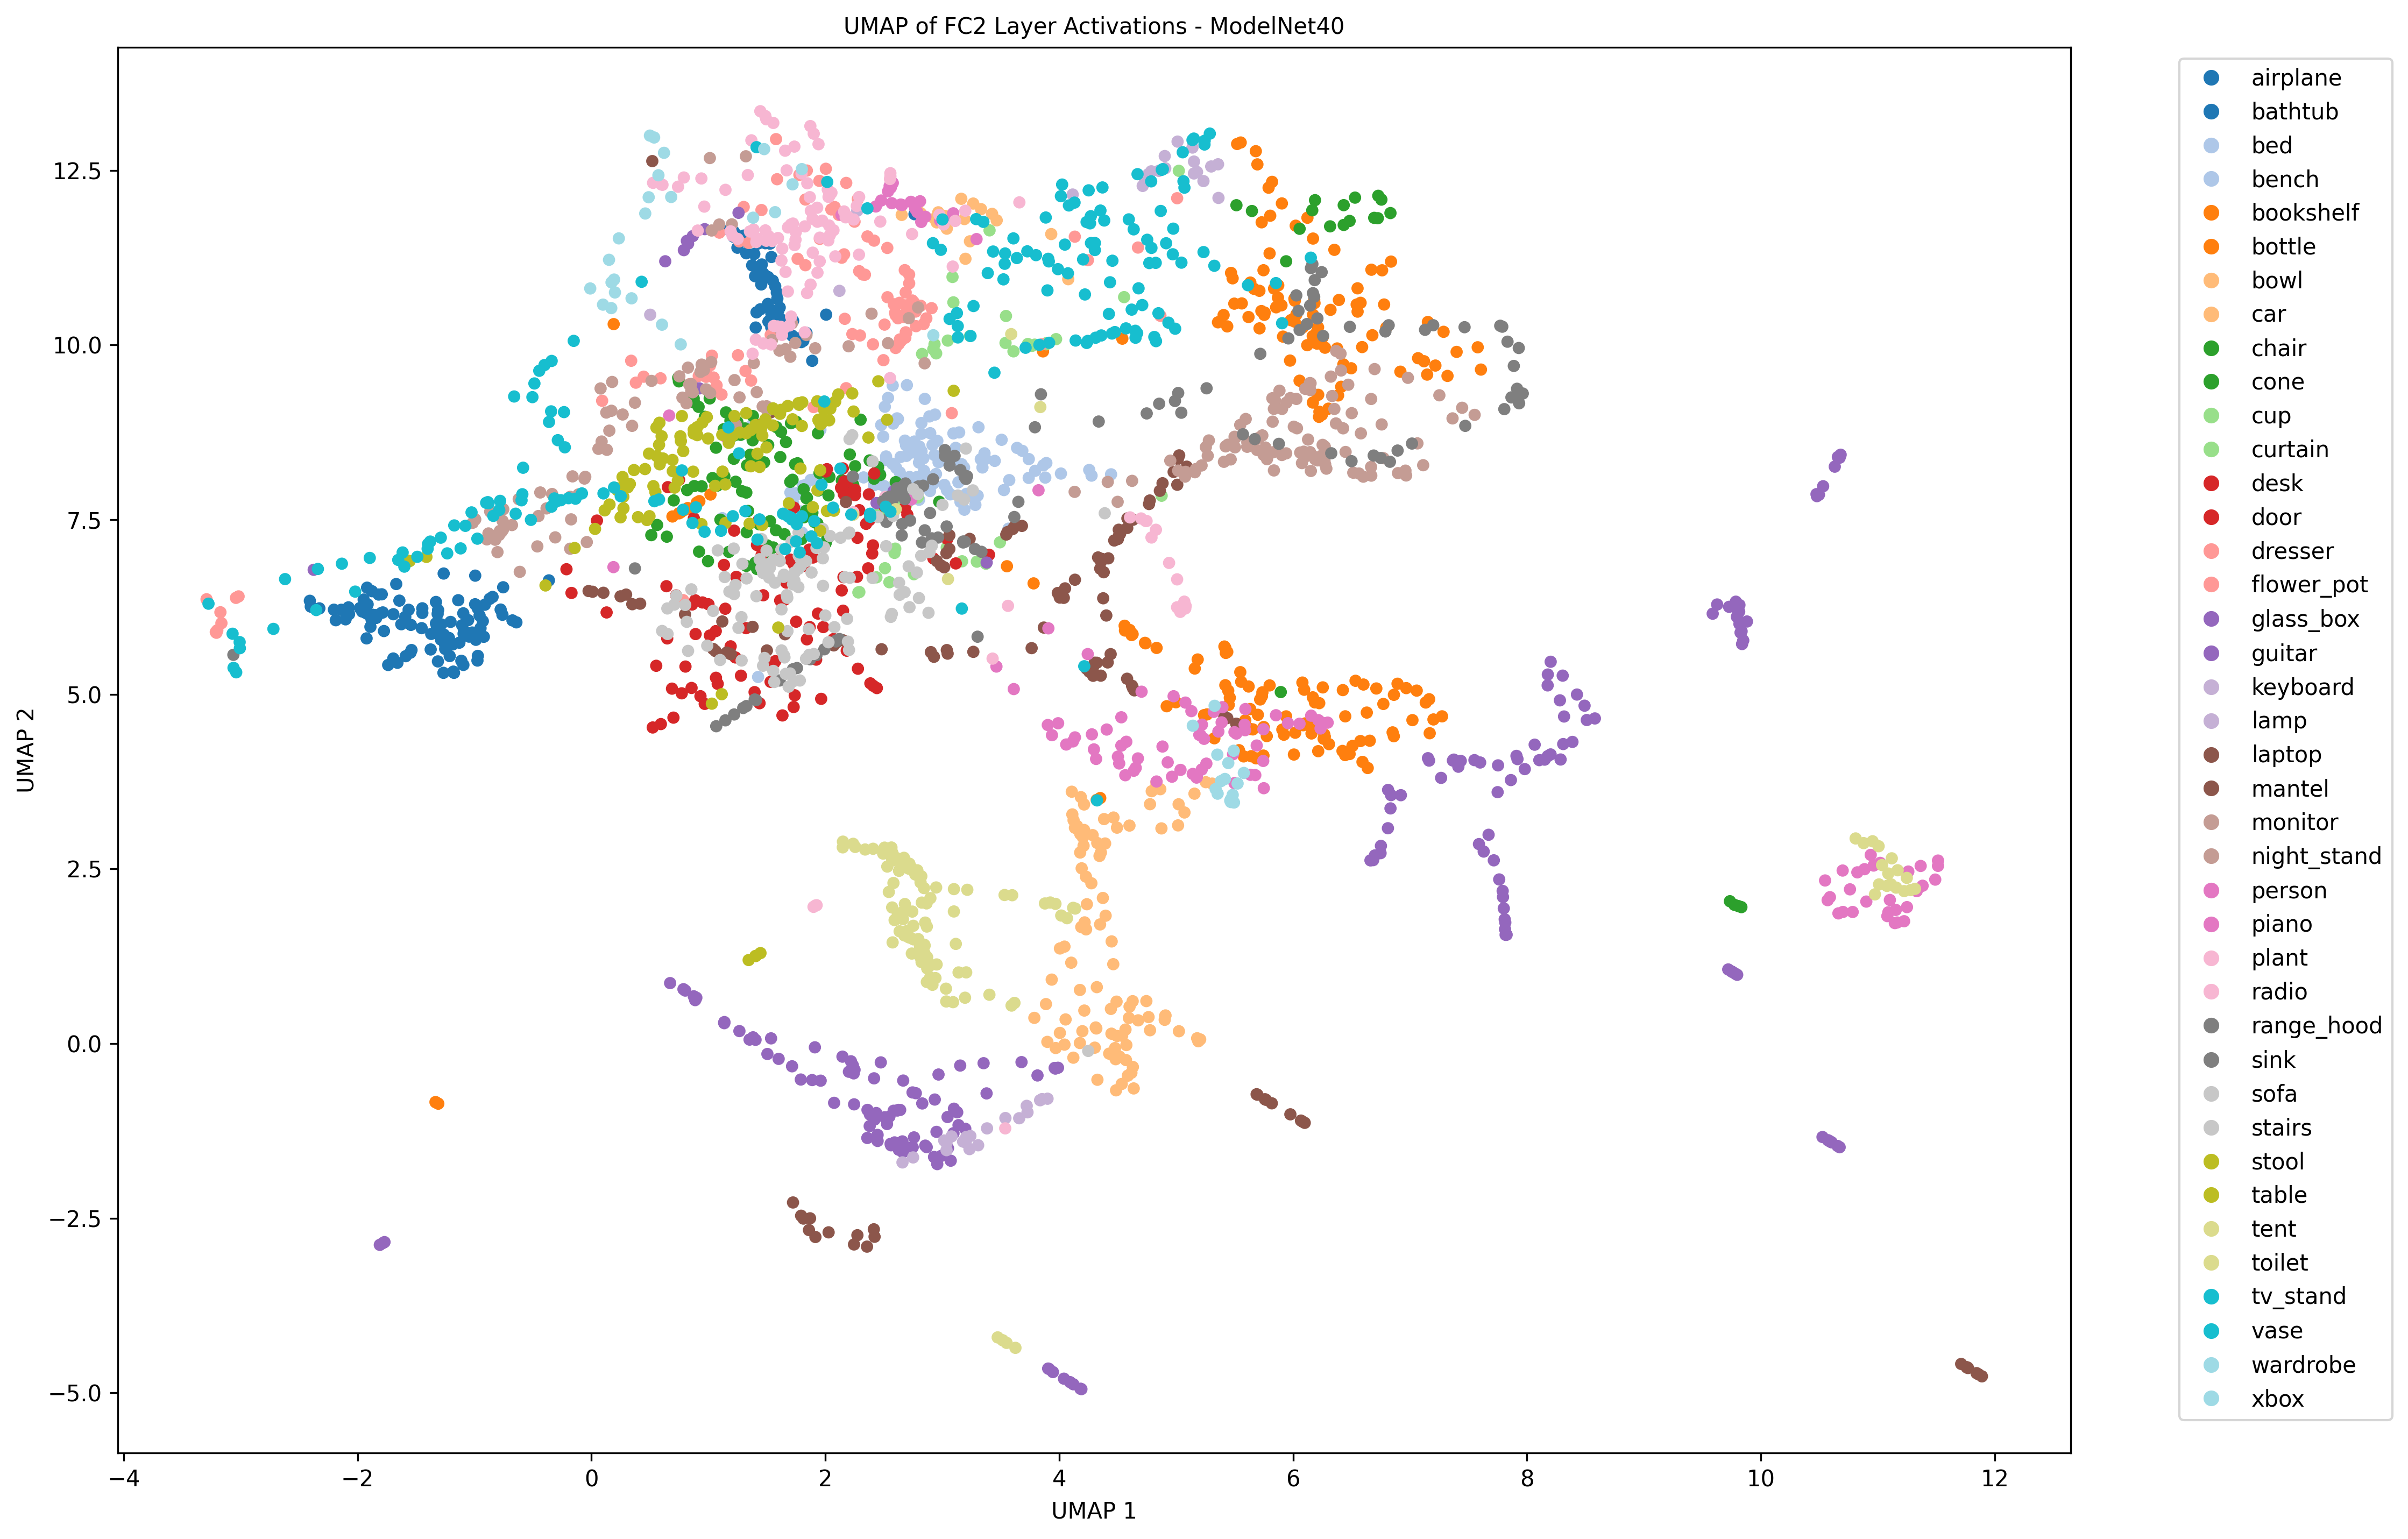 UMAP of FC2 Layer Activations - ModelNet40
12.5
10.0
7.5
5.0
2.5
0.0
−2.5
−5.0
UMAP 2
−4
−2
0
2
4
6
8
10
12
UMAP 1
airplane
bathtub
bed
bench
bookshelf
bottle
bowl
car
chair
cone
cup
curtain
desk
door
dresser
flower_pot
glass_box
guitar
keyboard
lamp
laptop
mantel
monitor
night_stand
person
piano
plant
radio
range_hood
sink
sofa
stairs
stool
table
tent
toilet
tv_stand
vase
wardrobe
xbox